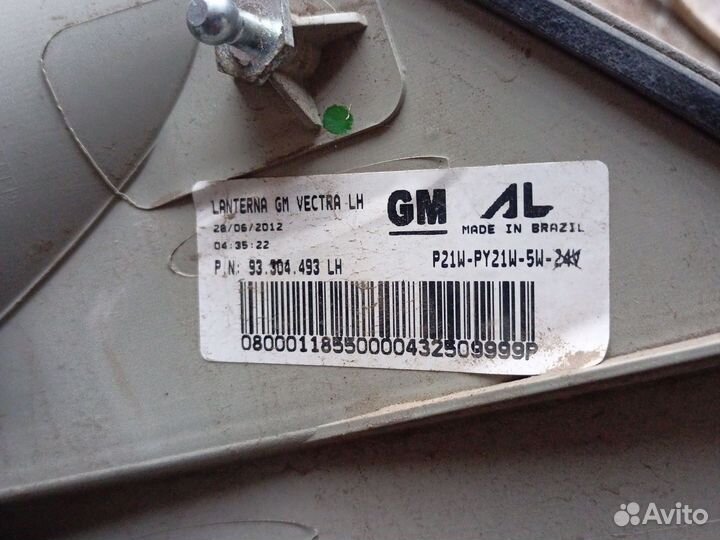 LANTERNA GM VECTRA LH
28/06/2012
04:35:22
P.N: 93.304.493 LH
GM AL
MADE IN BRAZIL
P21W-PY21W-5W-24V
08000118550000432509999P
Avito